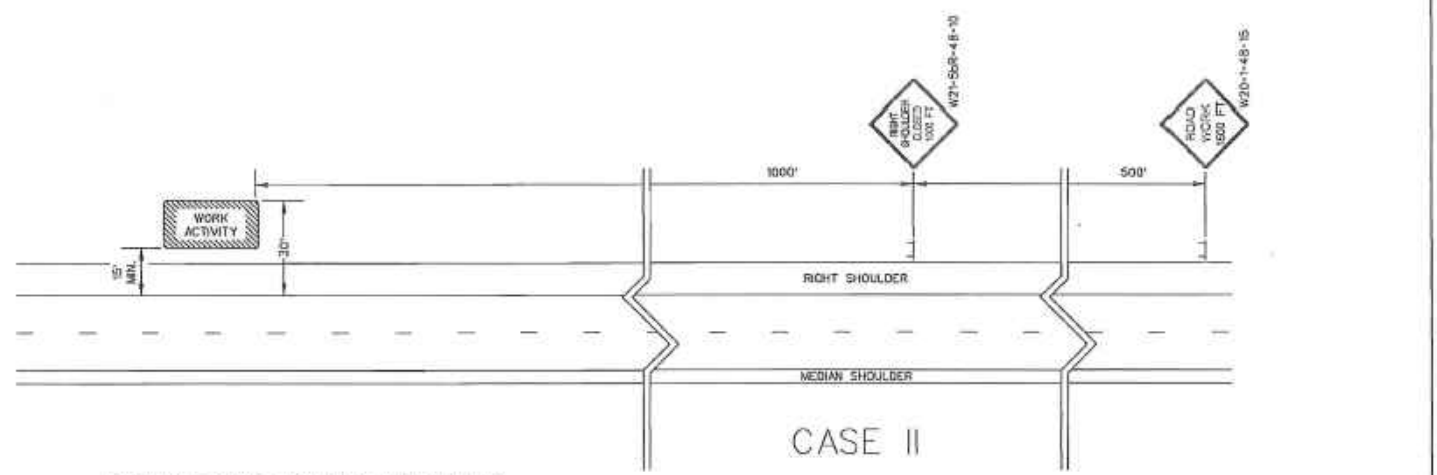 W21-5bR-48-10
RIGHT
SHOULDER
CLOSED
1000 FT
W20-1-48-15
ROAD
WORK
1500 FT
1000'
500'
WORK
ACTIVITY
15'
MIN.
30'
RIGHT SHOULDER
MEDIAN SHOULDER
CASE II